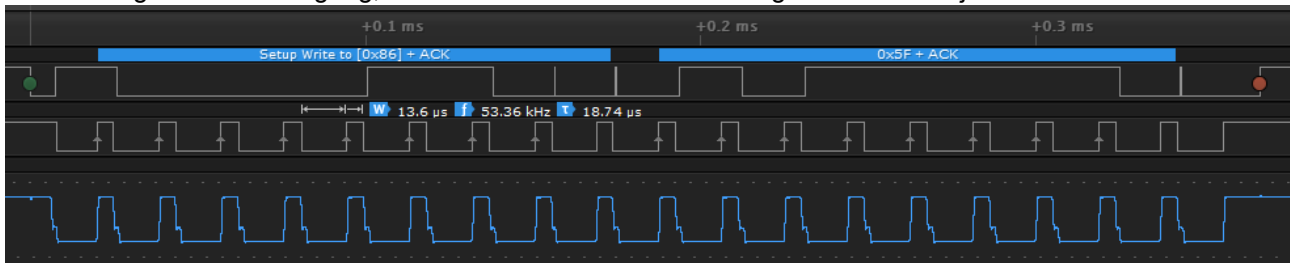 +0.1 ms +0.2 ms +0.3 ms
Setup Write to [0x86] + ACK 0x5F + ACK
W 13.6 µs f 53.36 kHz T 18.74 µs